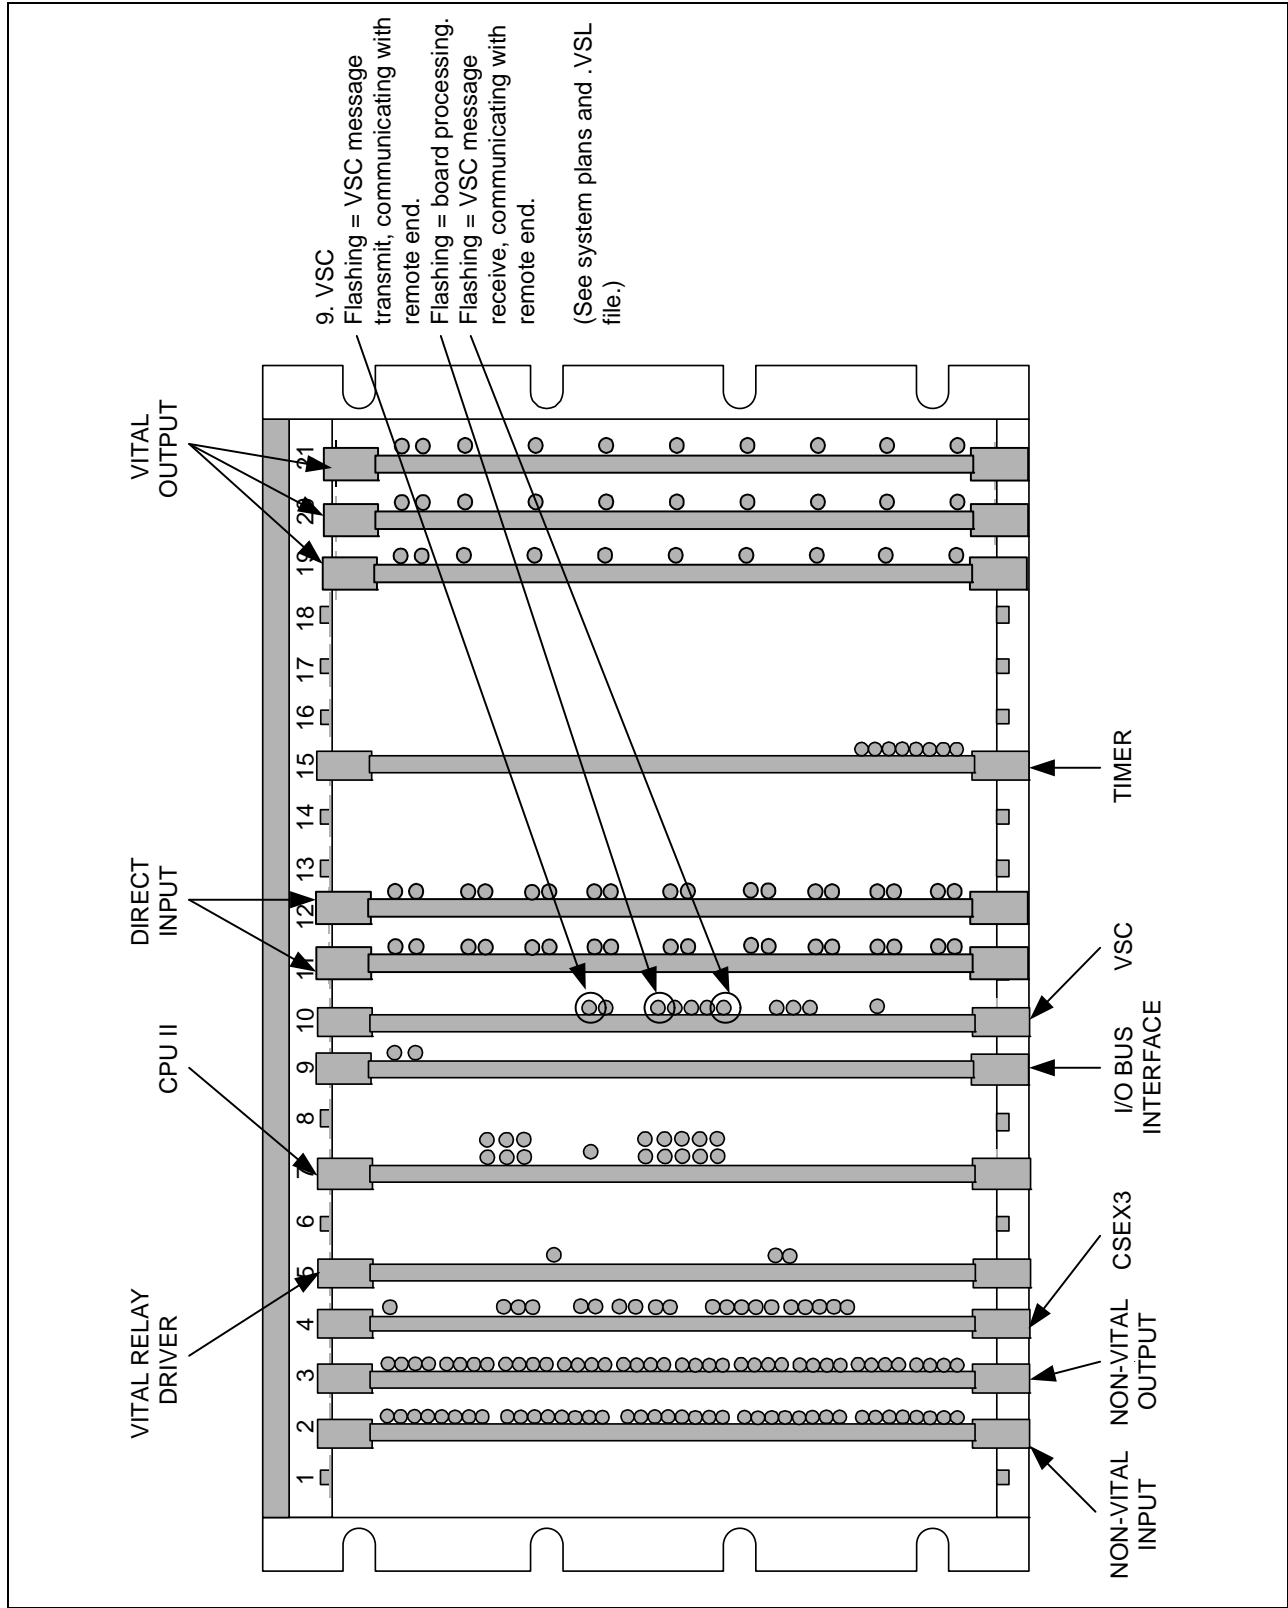 9. VSC
Flashing = VSC message
transmit, communicating with
remote end.
Flashing = board processing.
Flashing = VSC message
receive, communicating with
remote end.
(See system plans and .VSL
file.)
VITAL RELAY
DRIVER
CPU II
DIRECT
INPUT
VITAL
OUTPUT
1
2
3
4
5
6
7
8
9
10
11
12
13
14
15
16
17
18
19
20
21
NON-VITAL
INPUT
NON-VITAL
OUTPUT
CSEX3
I/O BUS
INTERFACE
VSC
TIMER